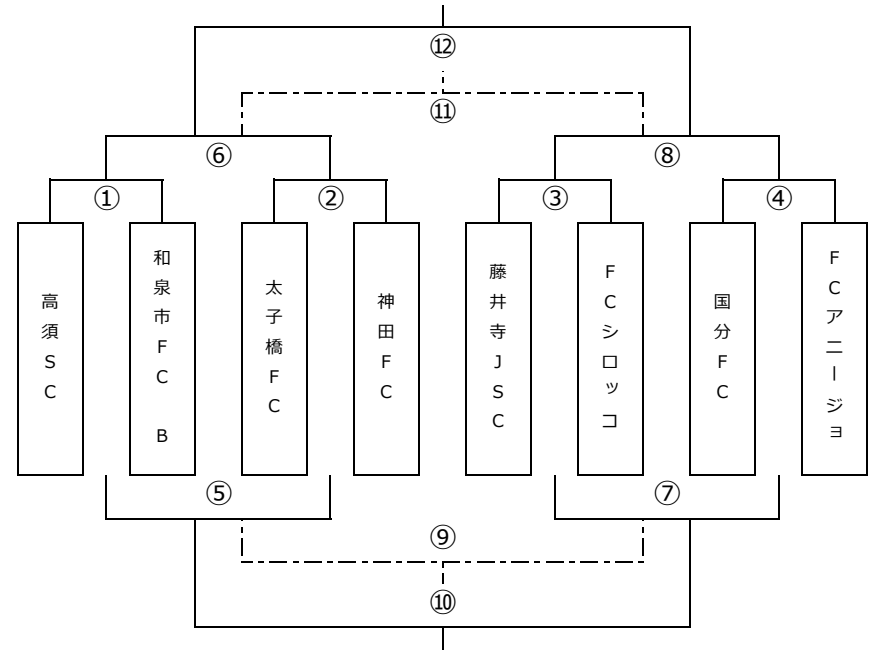 ⑫
⑪
⑥
⑧
①
②
③
④
高須SC
和泉市FC B
太子橋FC
神田FC
藤井寺JSC
FCシロッコ
国分FC
FCアニージョ
⑤
⑦
⑨
⑩